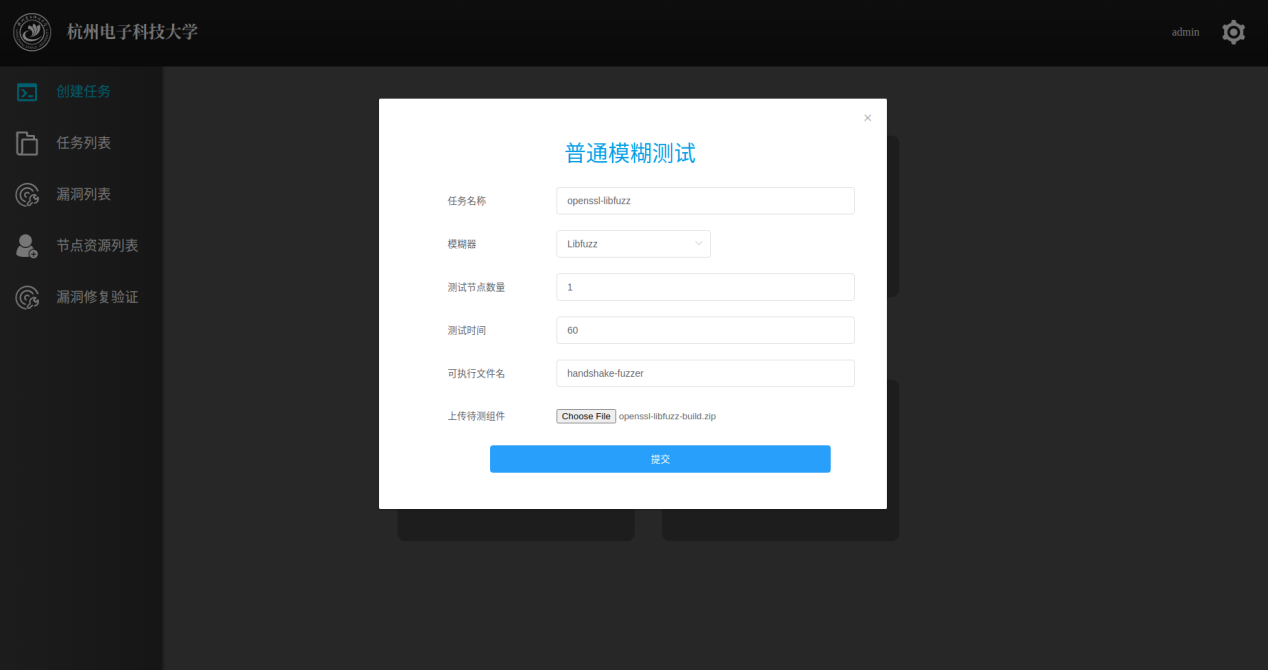 杭州电子科技大学
admin
创建任务
任务列表
漏洞列表
节点资源列表
漏洞修复验证
×
普通模糊测试
任务名称 openssl-libfuzz
模糊器 Libfuzz
测试节点数量 1
测试时间 60
可执行文件名 handshake-fuzzer
上传待测组件 Choose File openssl-libfuzz-build.zip
提交